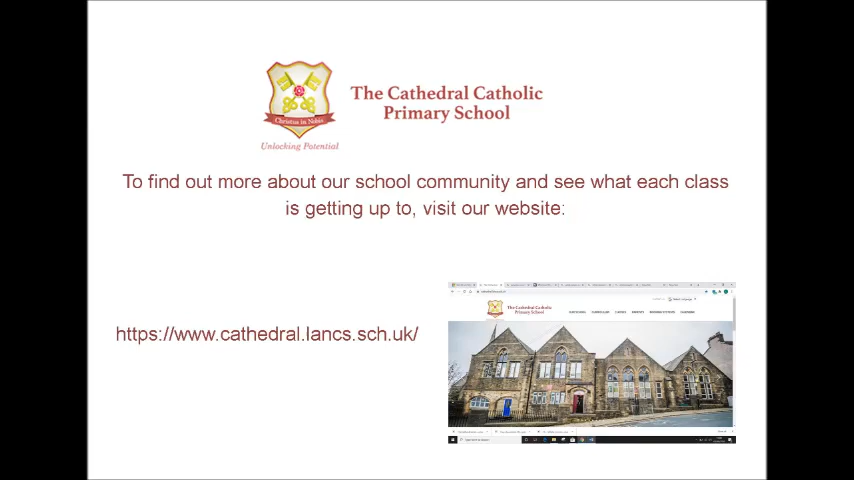 The Cathedral Catholic
Primary School
Christus in Nobis
Unlocking Potential
To find out more about our school community and see what each class
is getting up to, visit our website:
https://www.cathedral.lancs.sch.uk/
The Cathedral Catholic
Primary School